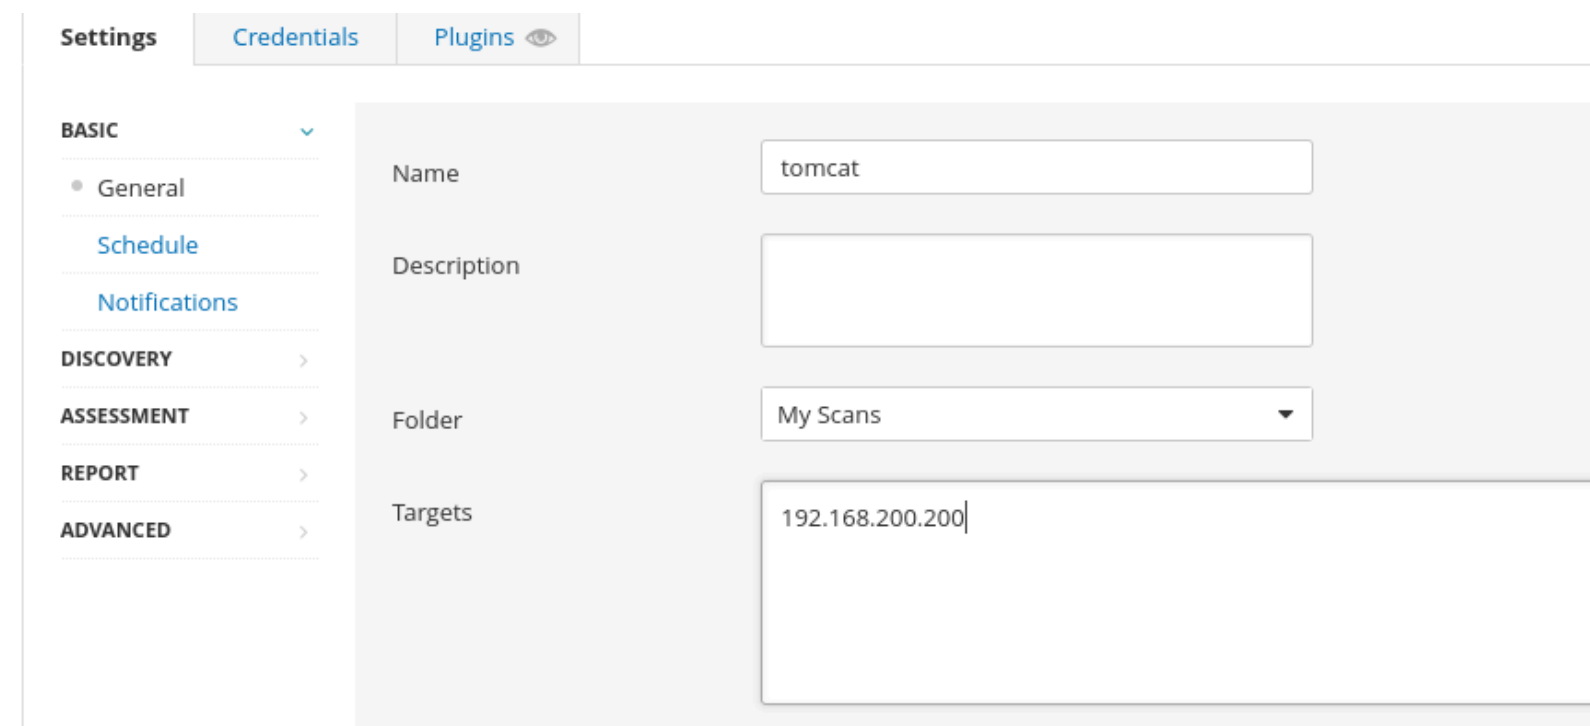 Settings
Credentials
Plugins
BASIC
General
Schedule
Notifications
DISCOVERY
ASSESSMENT
REPORT
ADVANCED
Name
tomcat
Description
Folder
My Scans
Targets
192.168.200.200